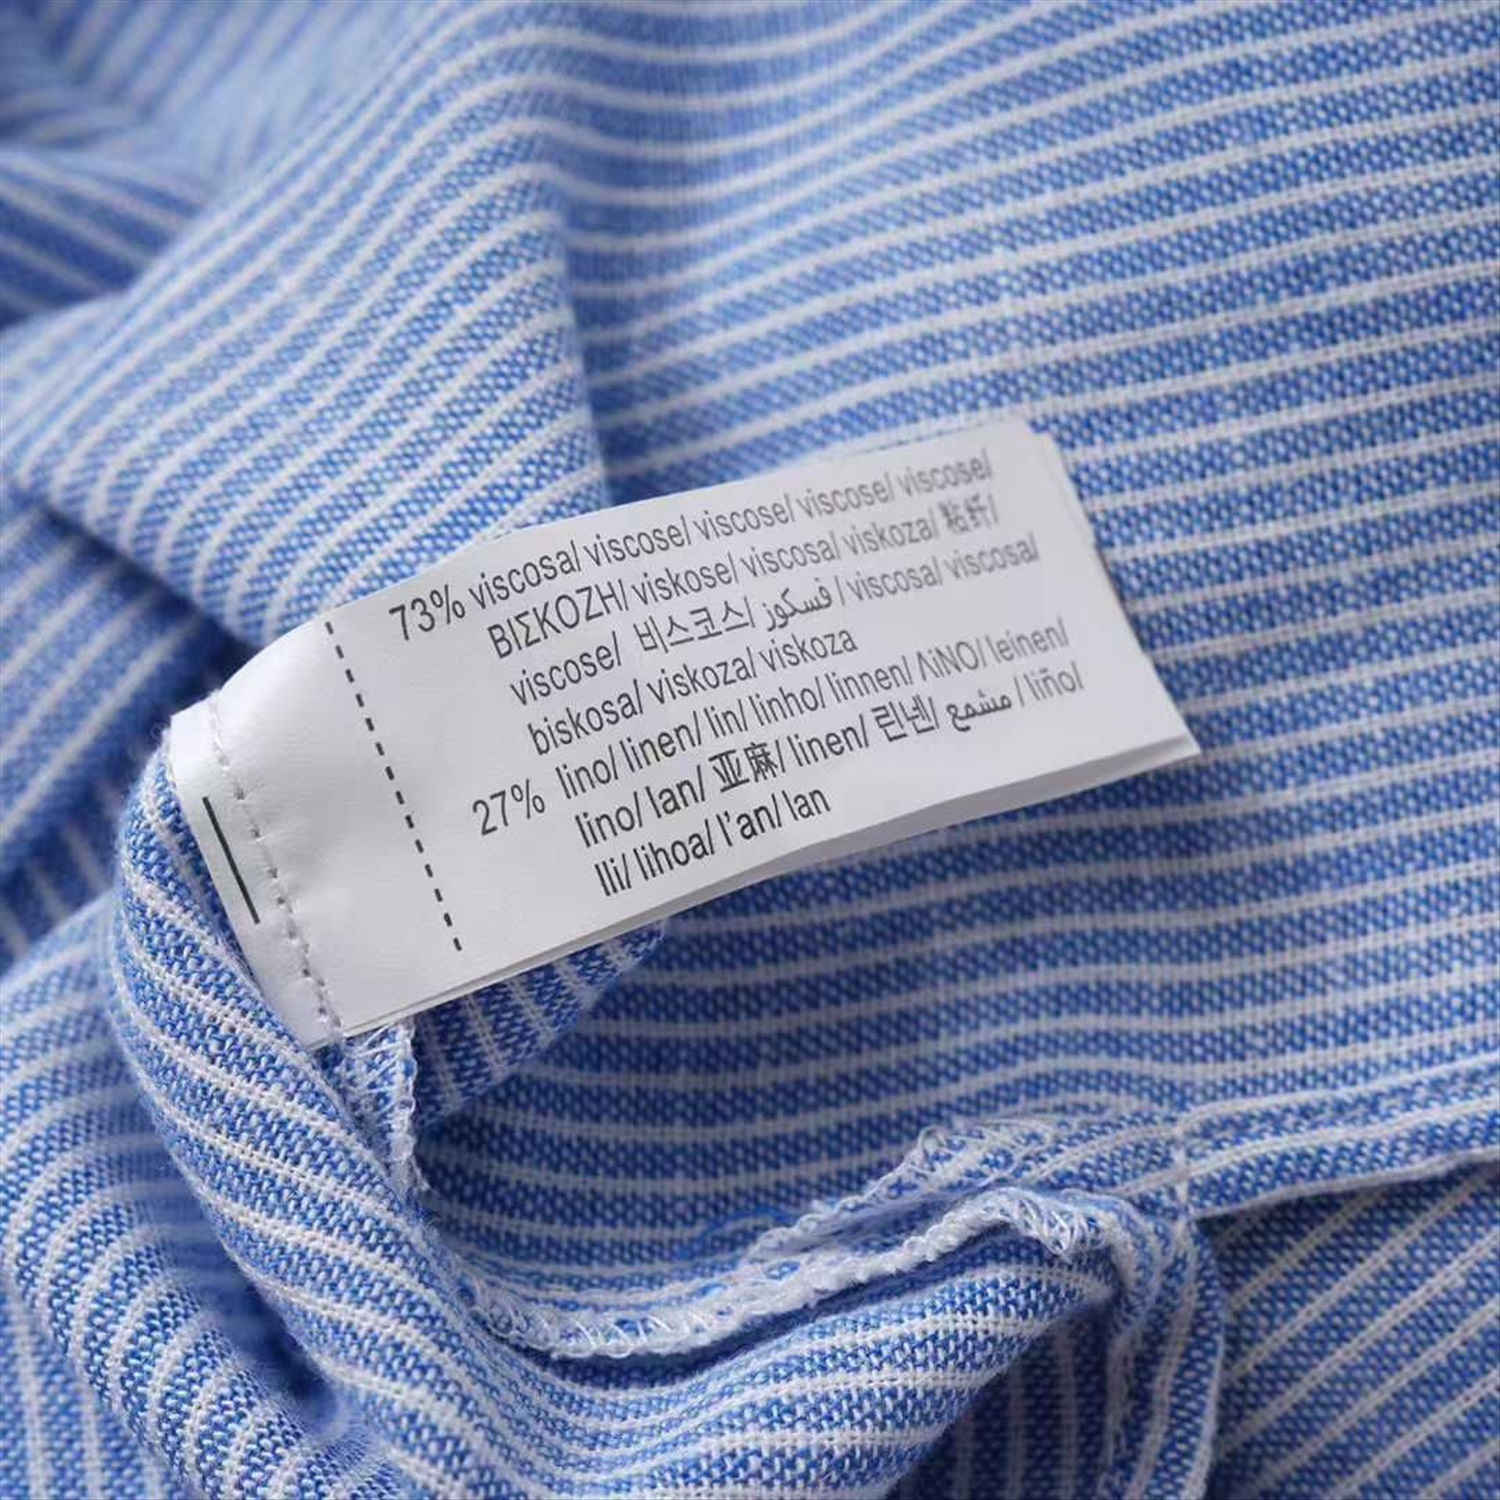 73% viscosa/ viscose/ viscose/ viscose/ viscose/
ΒΙΣΚΟΖΗ/ viskose/ viscosa/ viskoza/ 粘纤/
viscose/ 비스코스/ فسكوز / viscosa/ viscosa/
biskosa/ viskoza/ viskoza
27% lino/ linen/ lin/ linho/ linnen/ ΛiNO/ leinen/
lino/ lan/ 亚麻/ linen/ 린넨/ مشمع / liño/
lli/ lihoa/ l'an/ lan